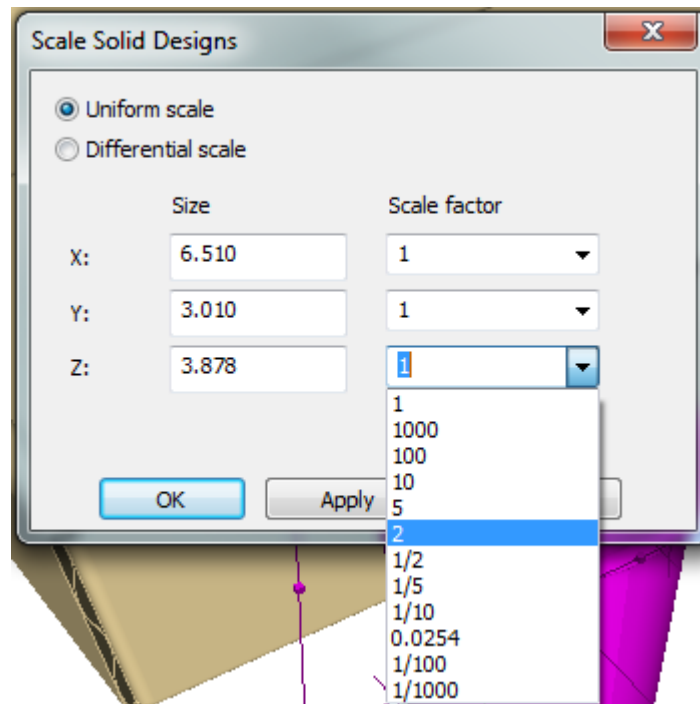 Scale Solid Designs
Uniform scale
Differential scale
Size Scale factor
X: 6.510 1
Y: 3.010 1
Z: 3.878 1
1
1000
100
10
5
2
1/2
1/5
1/10
0.0254
1/100
1/1000
OK Apply